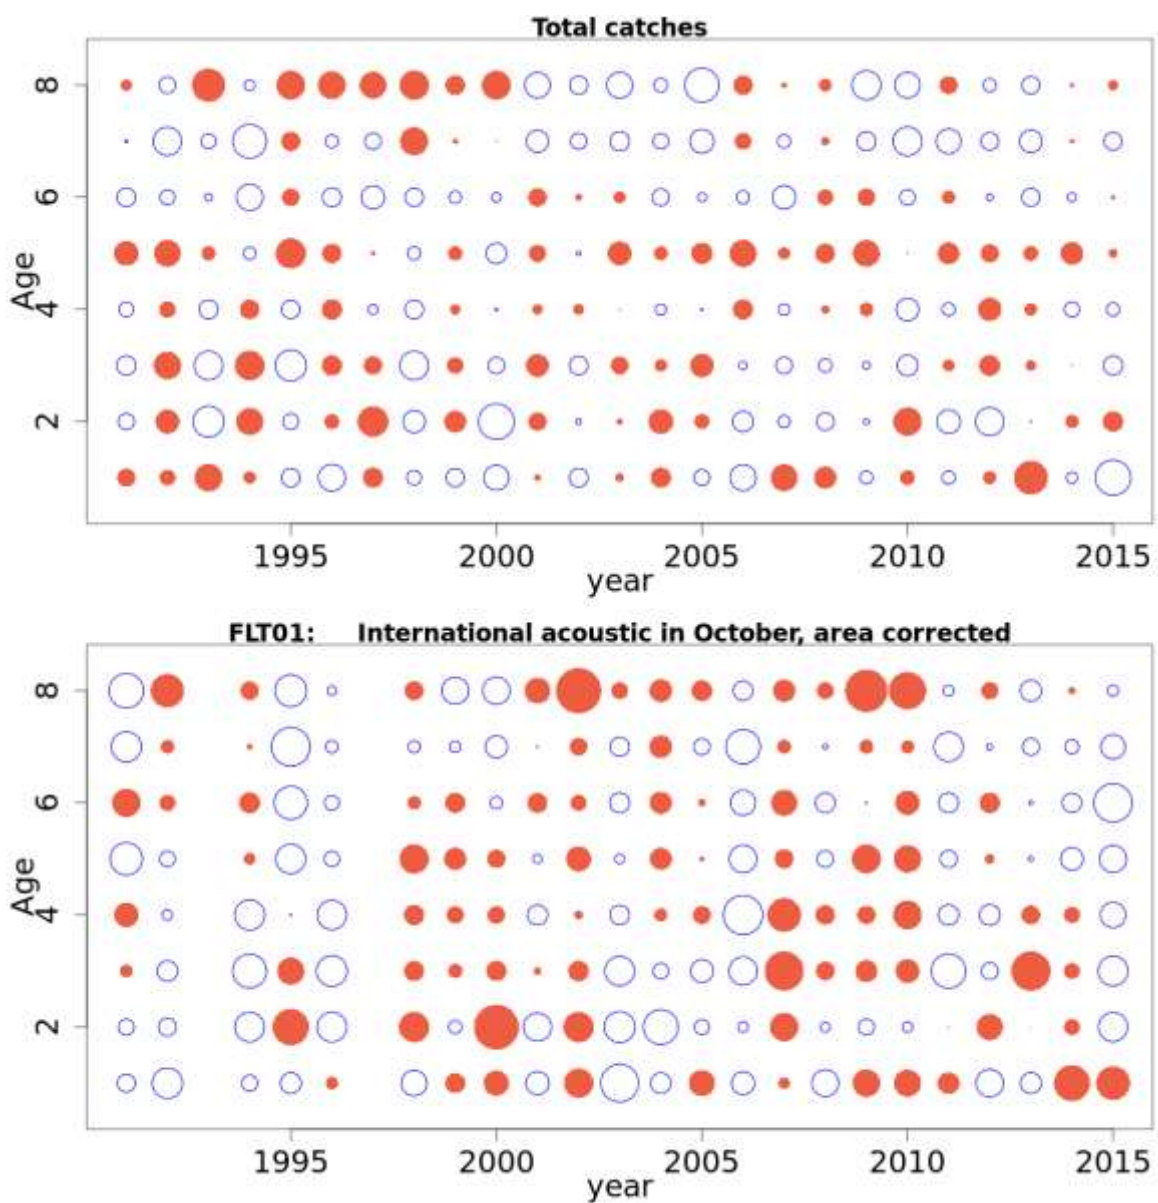 Total catches
8
6
4
2
Age
1995 2000 2005 2010 2015
year
FLT01: International acoustic in October, area corrected
8
6
4
2
Age
1995 2000 2005 2010 2015
year